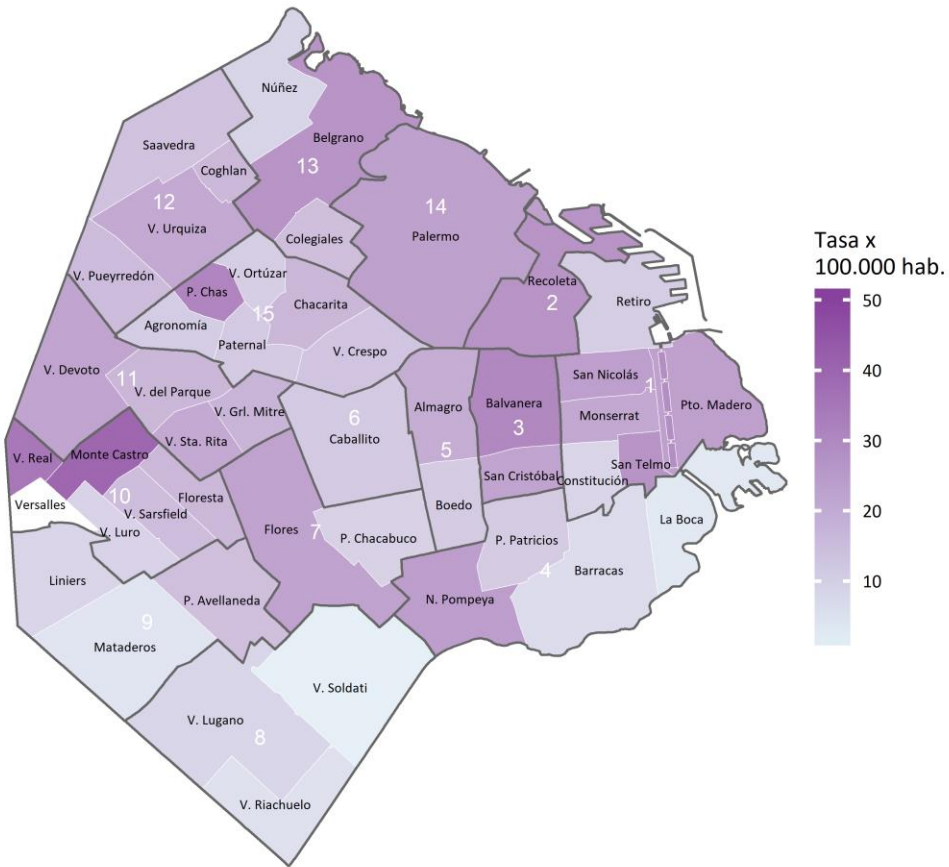 Núñez
Belgrano
Saavedra
Coghlan
13
12
V. Urquiza
Colegiales
14
Palermo
Tasa x
100.000 hab.
50
40
30
20
10
V. Pueyrredón
V. Ortúzar
P. Chas
Chacarita
15
Agronomía
Paternal
Recoleta
2
Retiro
V. Crespo
V. Devoto
11
V. del Parque
V. Grl. Mitre
V. Sta. Rita
6
Caballito
Almagro
5
Balvanera
3
San Nicolás
1
Monserrat
Pto. Madero
San Cristóbal
San Telmo
Constitución
V. Real
Monte Castro
Versalles
10
V. Sarsfield
Floresta
V. Luro
Flores
7
P. Chacabuco
Boedo
P. Patricios
4
Barracas
La Boca
Liniers
P. Avellaneda
N. Pompeya
9
Mataderos
V. Soldati
V. Lugano
8
V. Riachuelo